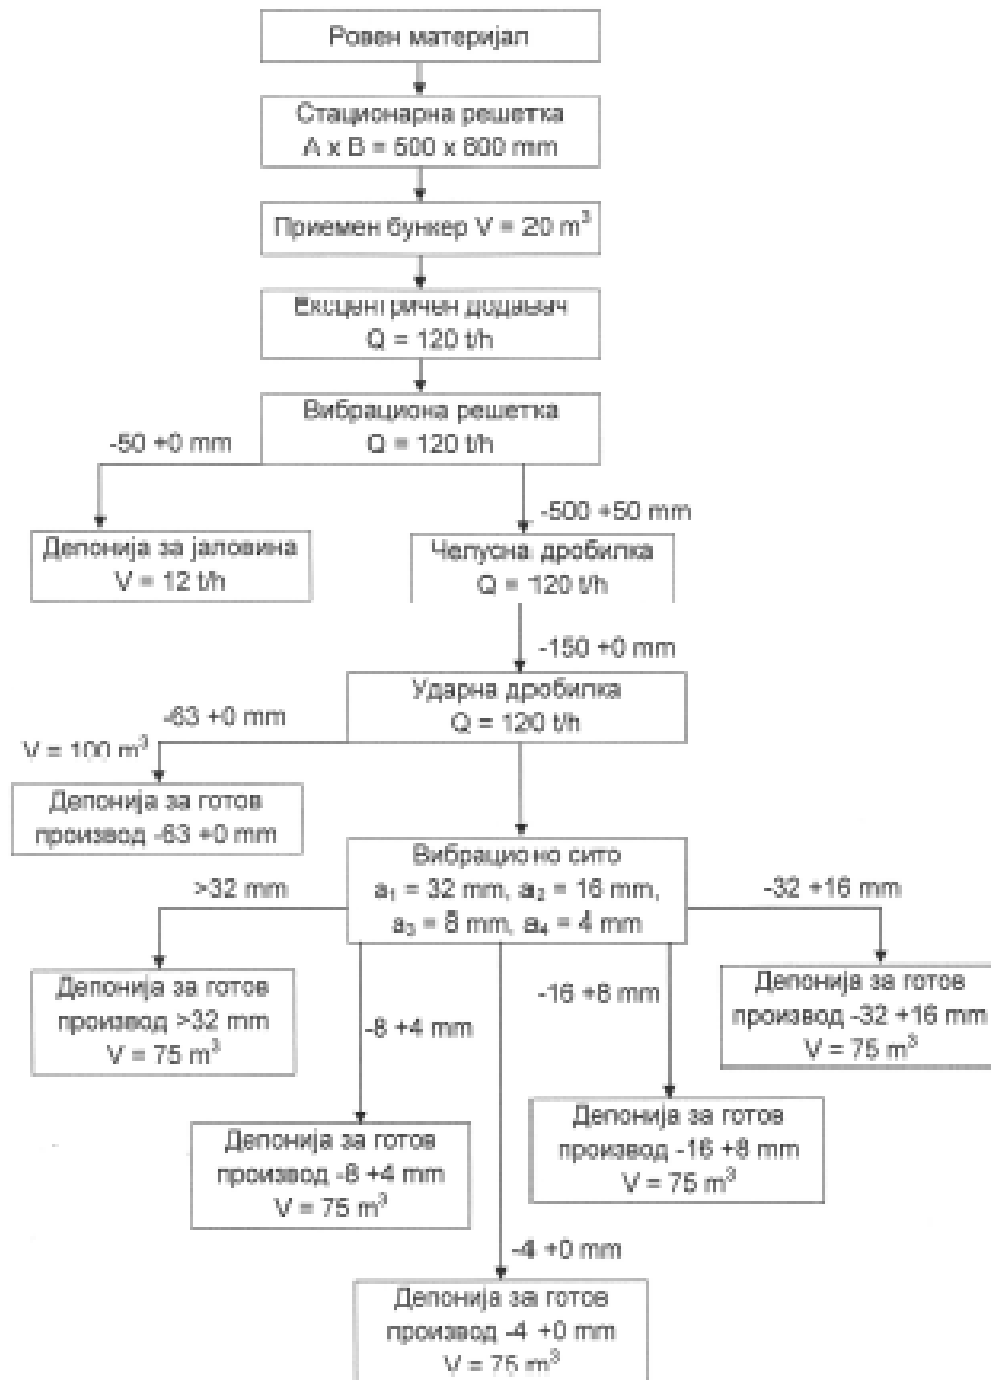 Ровен материјал
Стационарна решетка
A x B = 500 x 800 mm
Приемен бункер V = 20 m³
Ексцентричен додавач
Q = 120 t/h
Вибрациона решетка
Q = 120 t/h
-50 +0 mm
-500 +50 mm
Депонија за јаловина
V = 12 t/h
Челусна дробилка
Q = 120 t/h
-150 +0 mm
Ударна дробилка
Q = 120 t/h
-63 +0 mm
V = 100 m³
Депонија за готов
производ -63 +0 mm
Вибрационо сито
a₁ = 32 mm, a₂ = 16 mm,
a₃ = 8 mm, a₄ = 4 mm
>32 mm
-32 +16 mm
Депонија за готов
производ >32 mm
V = 75 m³
-8 +4 mm
-16 +8 mm
Депонија за готов
производ -32 +16 mm
V = 75 m³
Депонија за готов
производ -8 +4 mm
V = 75 m³
Депонија за готов
производ -16 +8 mm
V = 75 m³
-4 +0 mm
Депонија за готов
производ -4 +0 mm
V = 75 m³